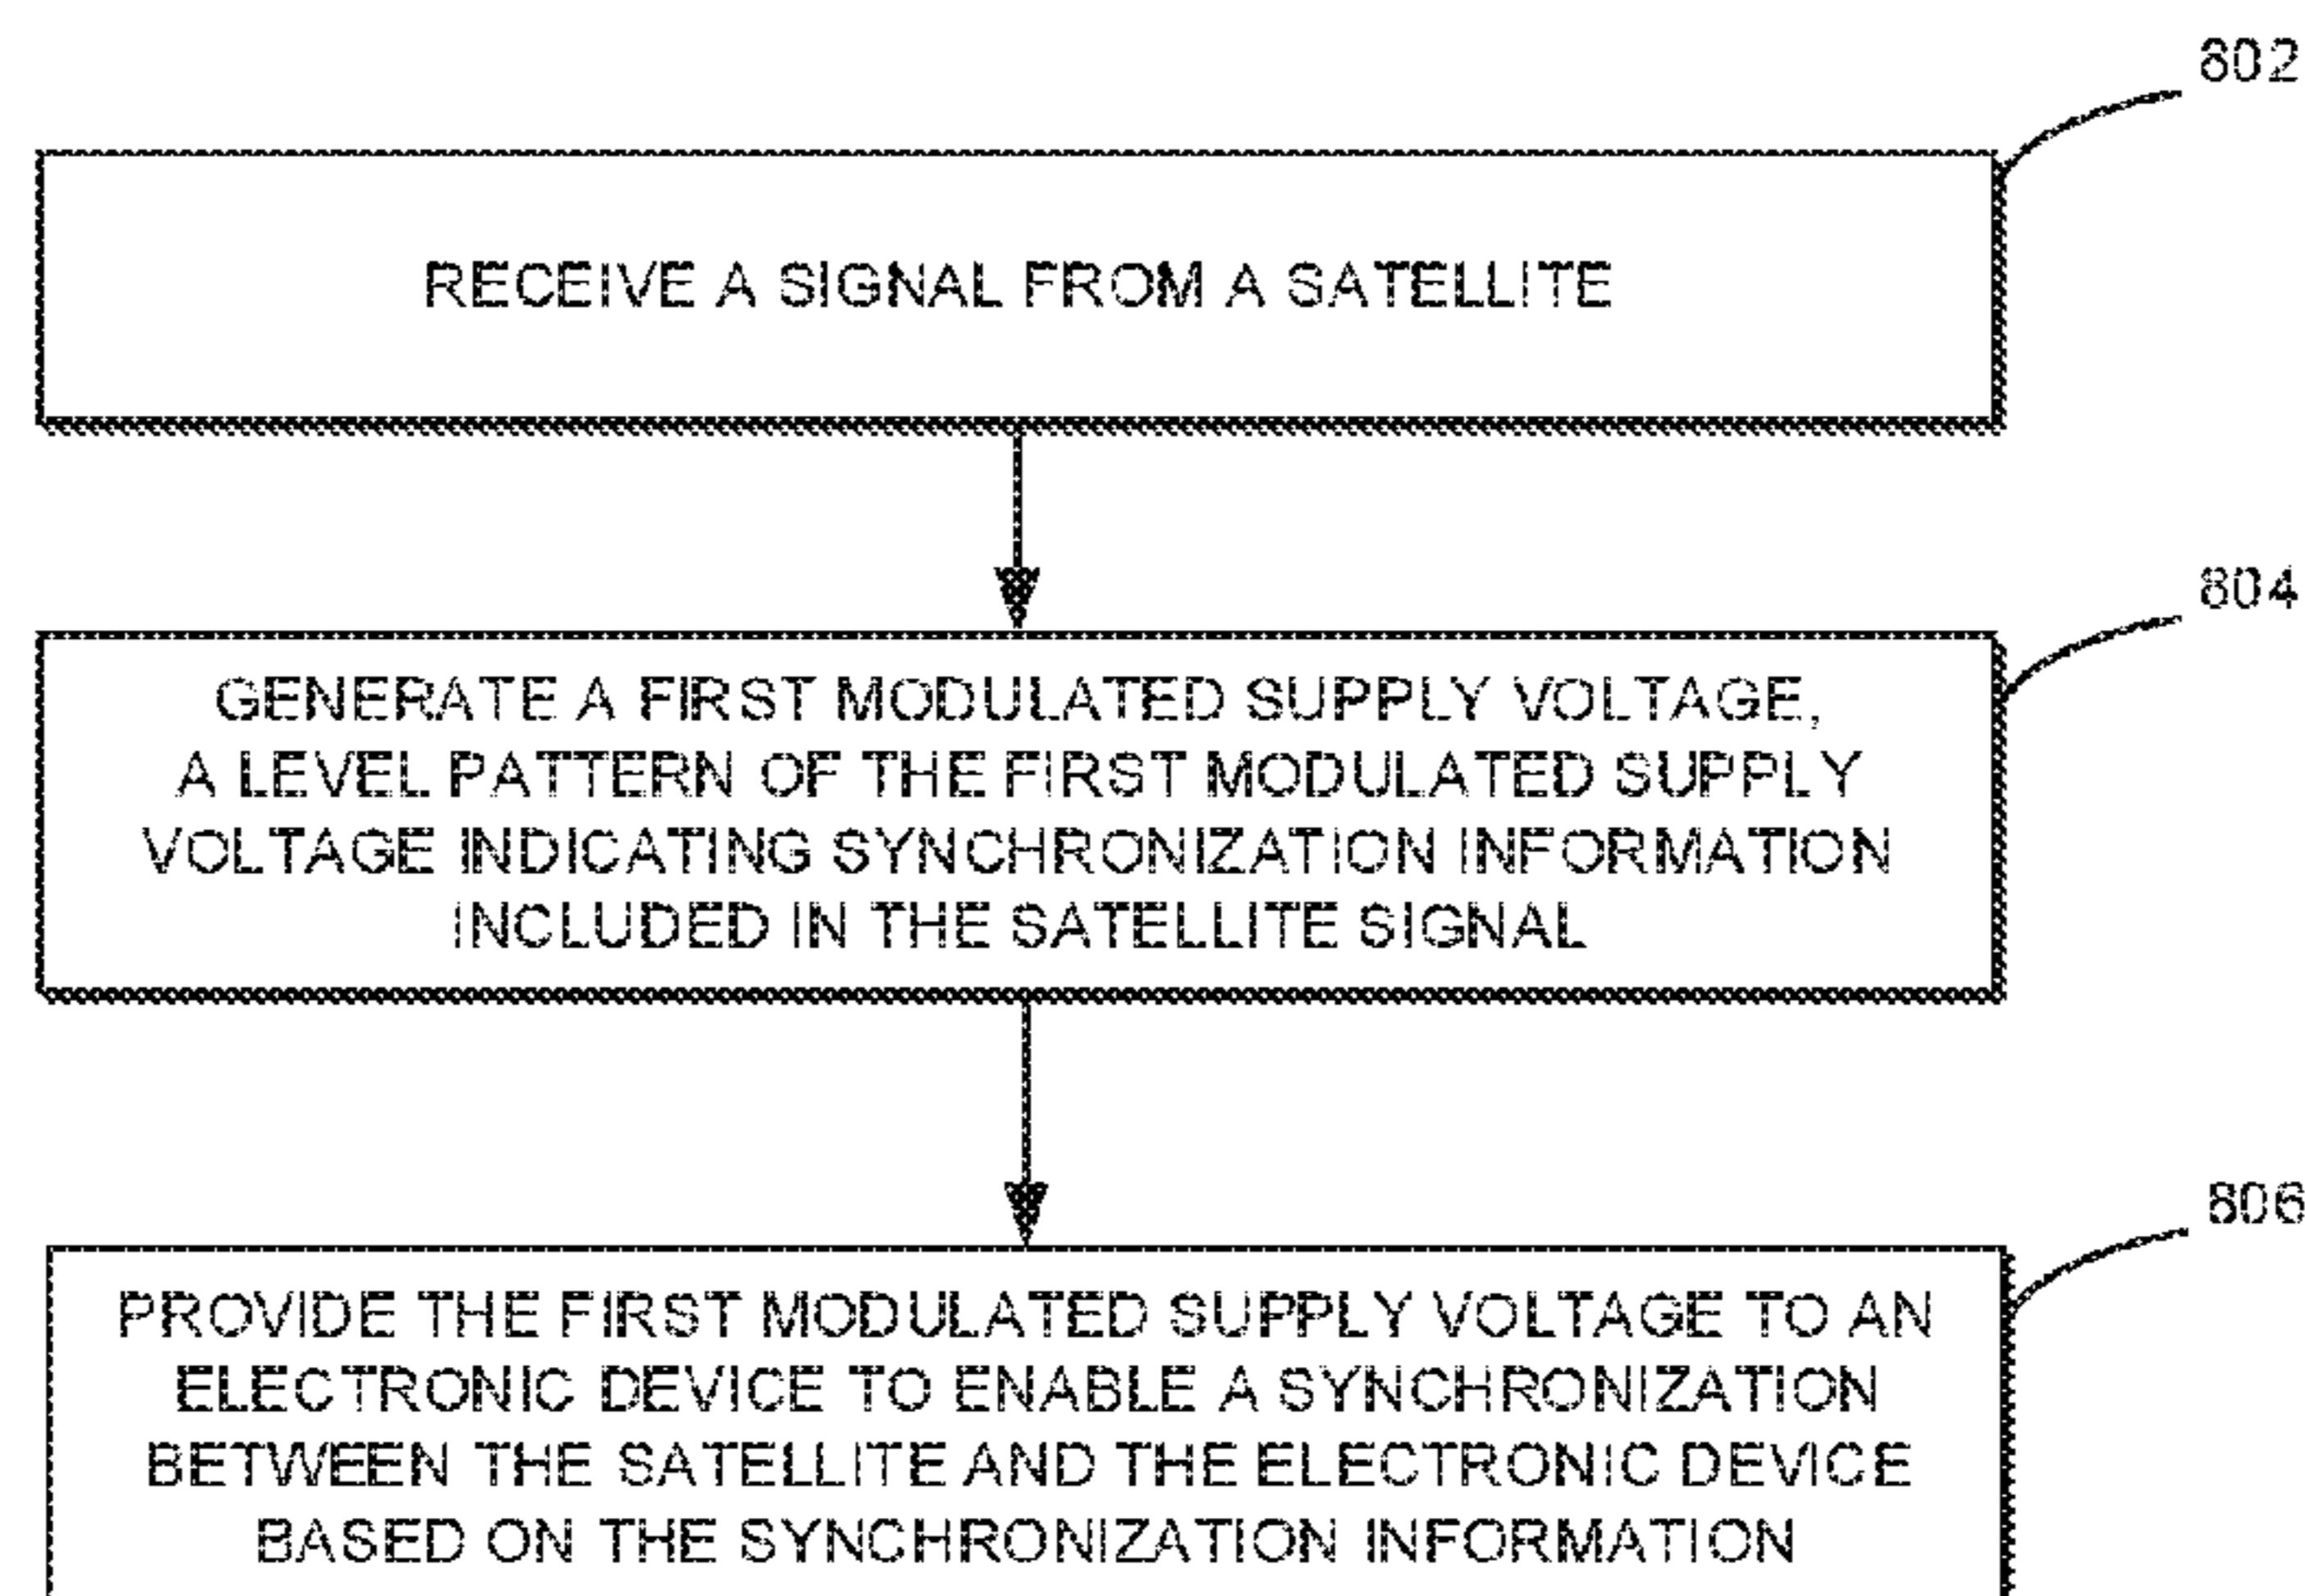 802
RECEIVE A SIGNAL FROM A SATELLITE
804
GENERATE A FIRST MODULATED SUPPLY VOLTAGE,
A LEVEL PATTERN OF THE FIRST MODULATED SUPPLY
VOLTAGE INDICATING SYNCHRONIZATION INFORMATION
INCLUDED IN THE SATELLITE SIGNAL
806
PROVIDE THE FIRST MODULATED SUPPLY VOLTAGE TO AN
ELECTRONIC DEVICE TO ENABLE A SYNCHRONIZATION
BETWEEN THE SATELLITE AND THE ELECTRONIC DEVICE
BASED ON THE SYNCHRONIZATION INFORMATION